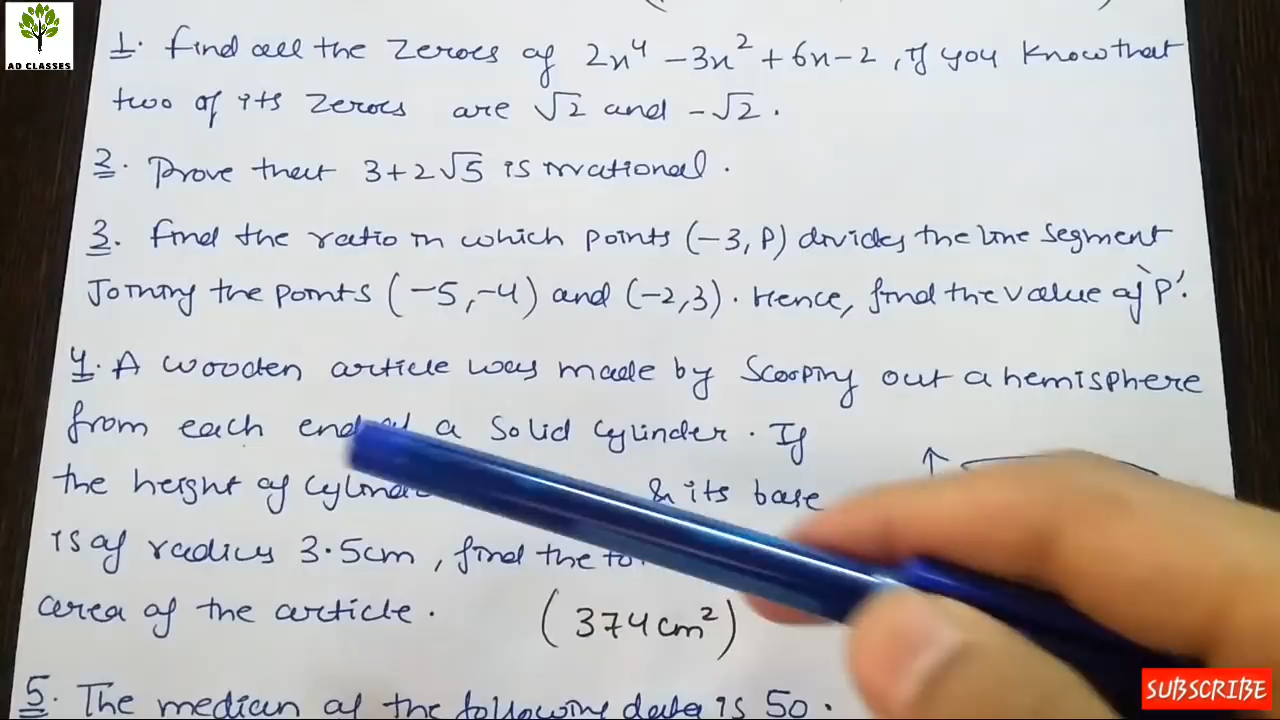 AD CLASSES
1. Find all the zeroes of 2x⁴ -3x² +6x-2, if you know that
two of its zeroes are √2 and -√2.
2. Prove that 3+2√5 is irrational.
3. Find the ratio in which points (-3, P) divides the line segment
Joining the points (-5,-4) and (-2,3). Hence, find the value of 'P'.
4. A wooden article was made by Scooping out a hemisphere
from each end of a solid cylinder. If
the height of & its base
is of radius 3.5cm, find the
area of the article. (374cm²)
5. The median of the following data is 50.
SUBSCRIBE